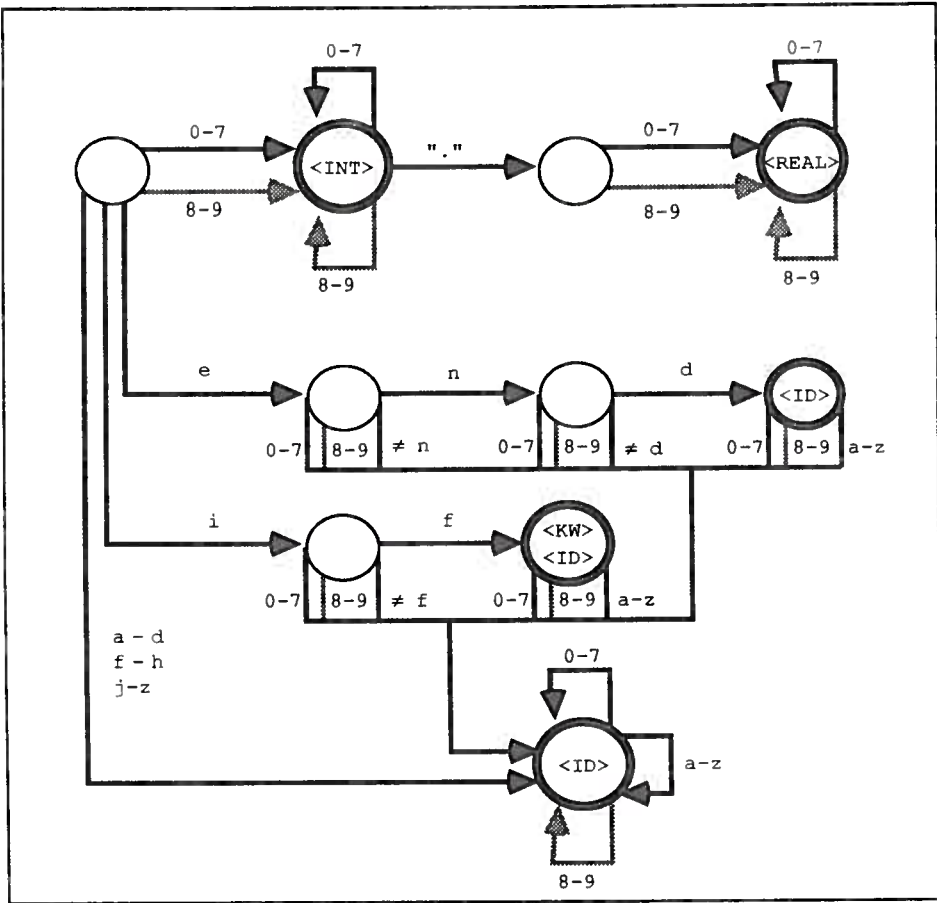 0-7 0-7
0-7 "." 0-7
<INT> <REAL>
8-9 8-9
8-9 8-9
e n d
<ID>
0-7 8-9 ≠ n 0-7 8-9 ≠ d 0-7 8-9 a-z
i f
<KW>
<ID>
0-7 8-9 ≠ f 0-7 8-9 a-z
a - d
f - h
j-z
0-7
<ID> a-z
8-9